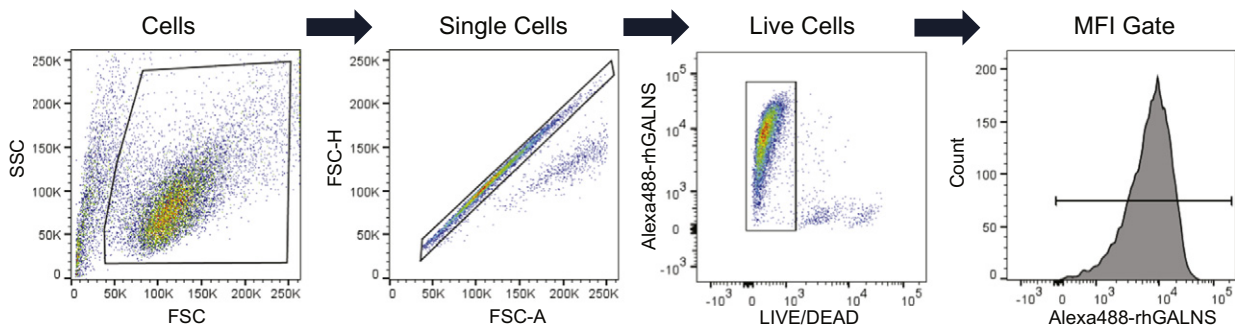 Cells
Single Cells
Live Cells
MFI Gate
SSC
250K
200K
150K
100K
50K
0
0 50K 100K 150K 200K 250K
FSC
FSC-H
250K
200K
150K
100K
50K
0
0 50K 100K 150K 200K 250K
FSC-A
Alexa488-rhGALNS
10^5
10^4
10^3
0
-10^3
-10^3 0 10^3 10^4 10^5
LIVE/DEAD
Count
200
150
100
50
0
-10^3 0 10^3 10^4 10^5
Alexa488-rhGALNS